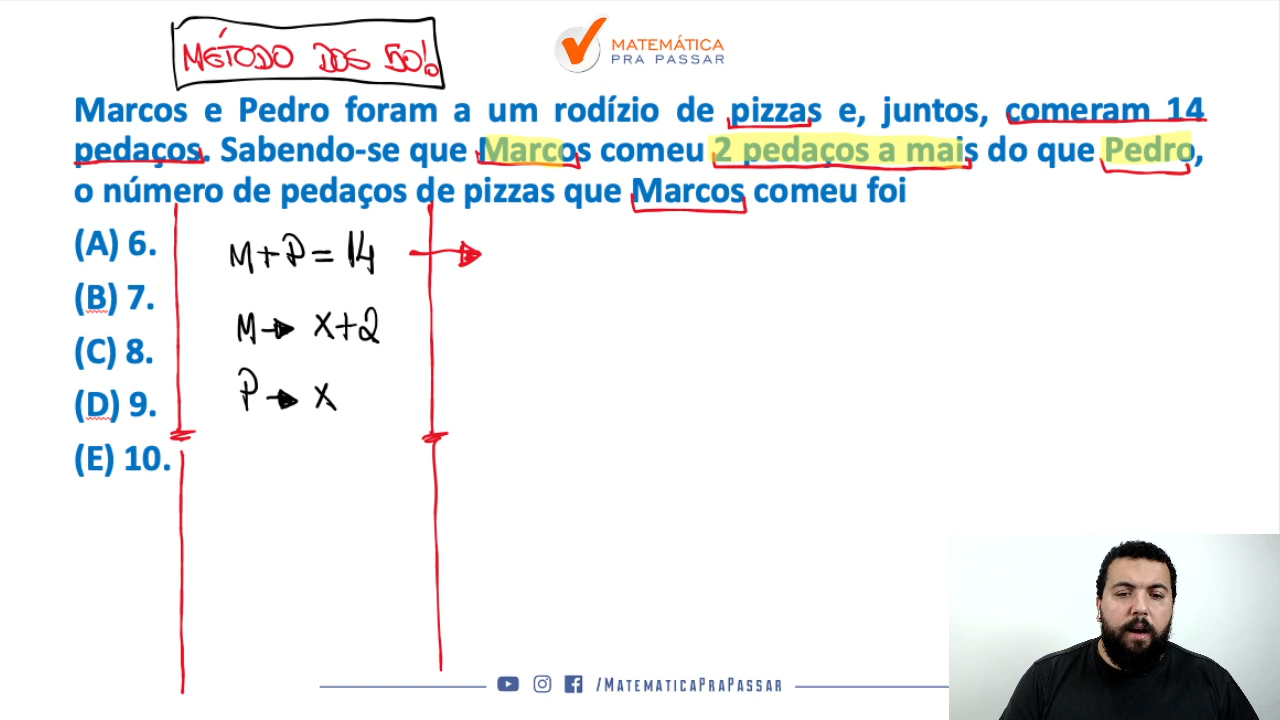 MÉTODO DOS 50!
MATEMÁTICA
PRA PASSAR
Marcos e Pedro foram a um rodízio de pizzas e, juntos, comeram 14
pedaços. Sabendo-se que Marcos comeu 2 pedaços a mais do que Pedro,
o número de pedaços de pizzas que Marcos comeu foi
(A) 6.
(B) 7.
(C) 8.
(D) 9.
(E) 10.
M+P=14
M→ X+2
P→ X
/MATEMATICAPRAPASSAR